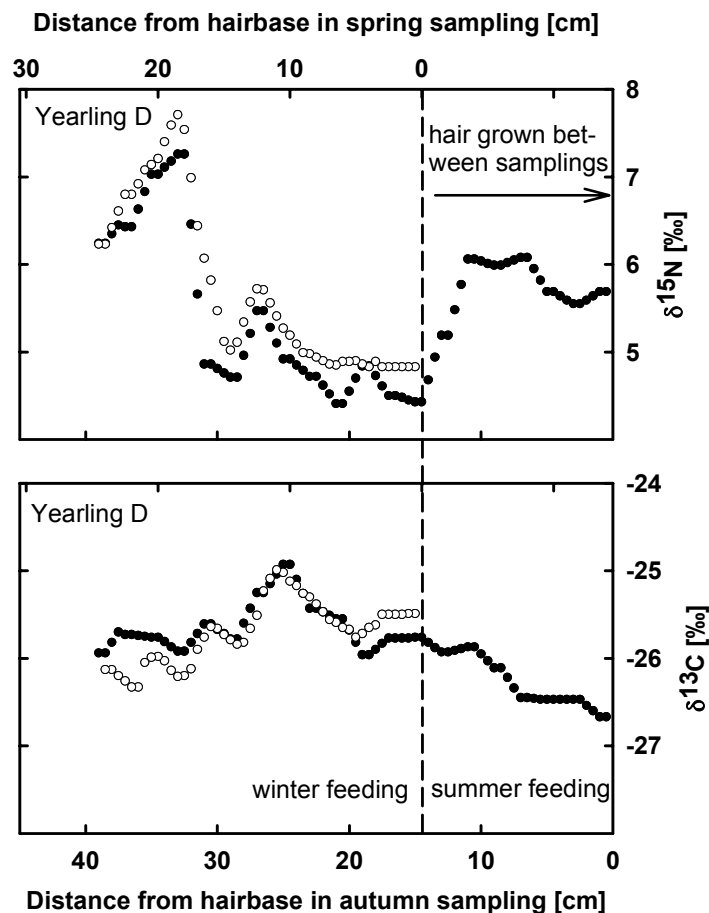 Distance from hairbase in spring sampling [cm]
30 20 10 0
Yearling D
hair grown bet-
ween samplings
8
7
6
5
δ15N [‰]
Yearling D
-24
-25
-26
-27
δ13C [‰]
winter feeding
summer feeding
40 30 20 10 0
Distance from hairbase in autumn sampling [cm]